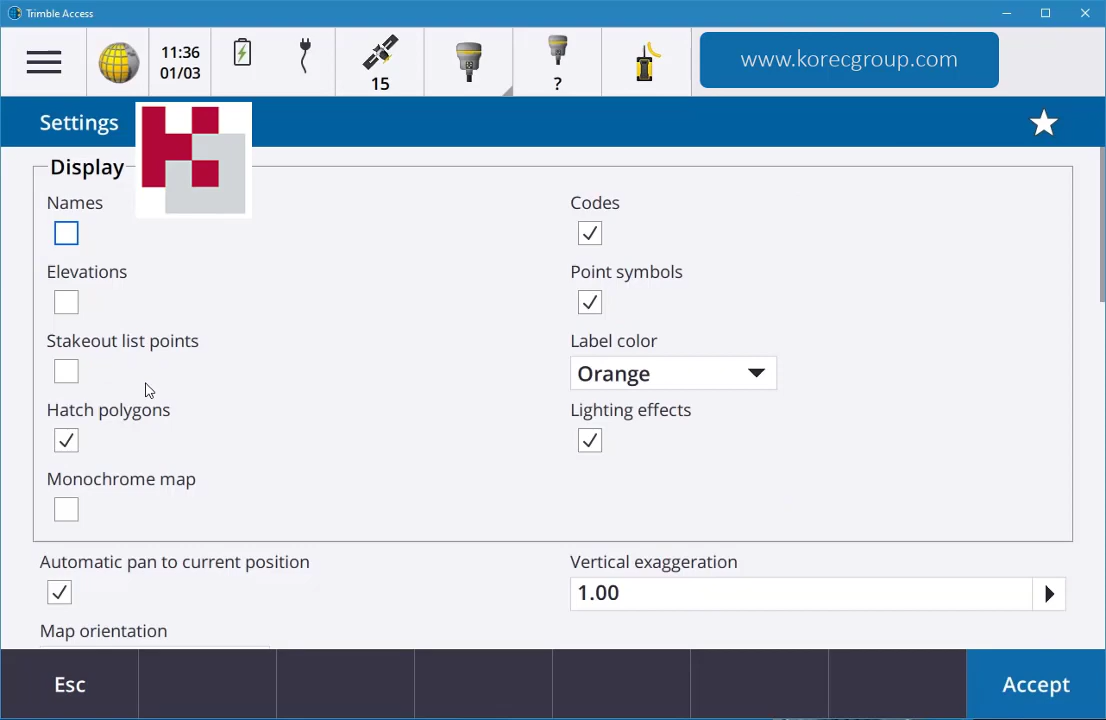 Trimble Access
11:36
01/03
15
?
www.korecgroup.com
Settings
Display
Names
Codes
Elevations
Point symbols
Stakeout list points
Label color
Orange
Hatch polygons
Lighting effects
Monochrome map
Automatic pan to current position
Vertical exaggeration
1.00
Map orientation
Esc
Accept